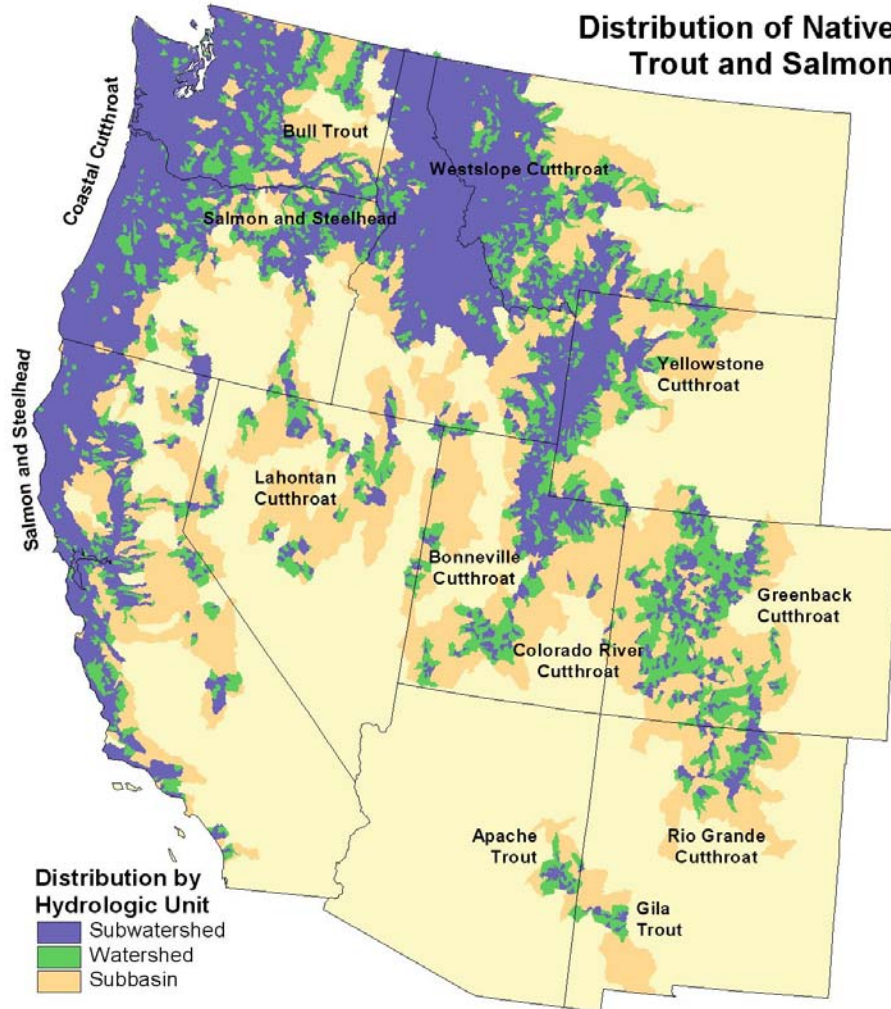 Distribution of Native
Trout and Salmon
Bull Trout
Coastal Cutthroat
Westslope Cutthroat
Salmon and Steelhead
Salmon and Steelhead
Yellowstone
Cutthroat
Lahontan
Cutthroat
Bonneville
Cutthroat
Greenback
Cutthroat
Colorado River
Cutthroat
Apache
Trout
Rio Grande
Cutthroat
Gila
Trout
Distribution by
Hydrologic Unit
Subwatershed
Watershed
Subbasin